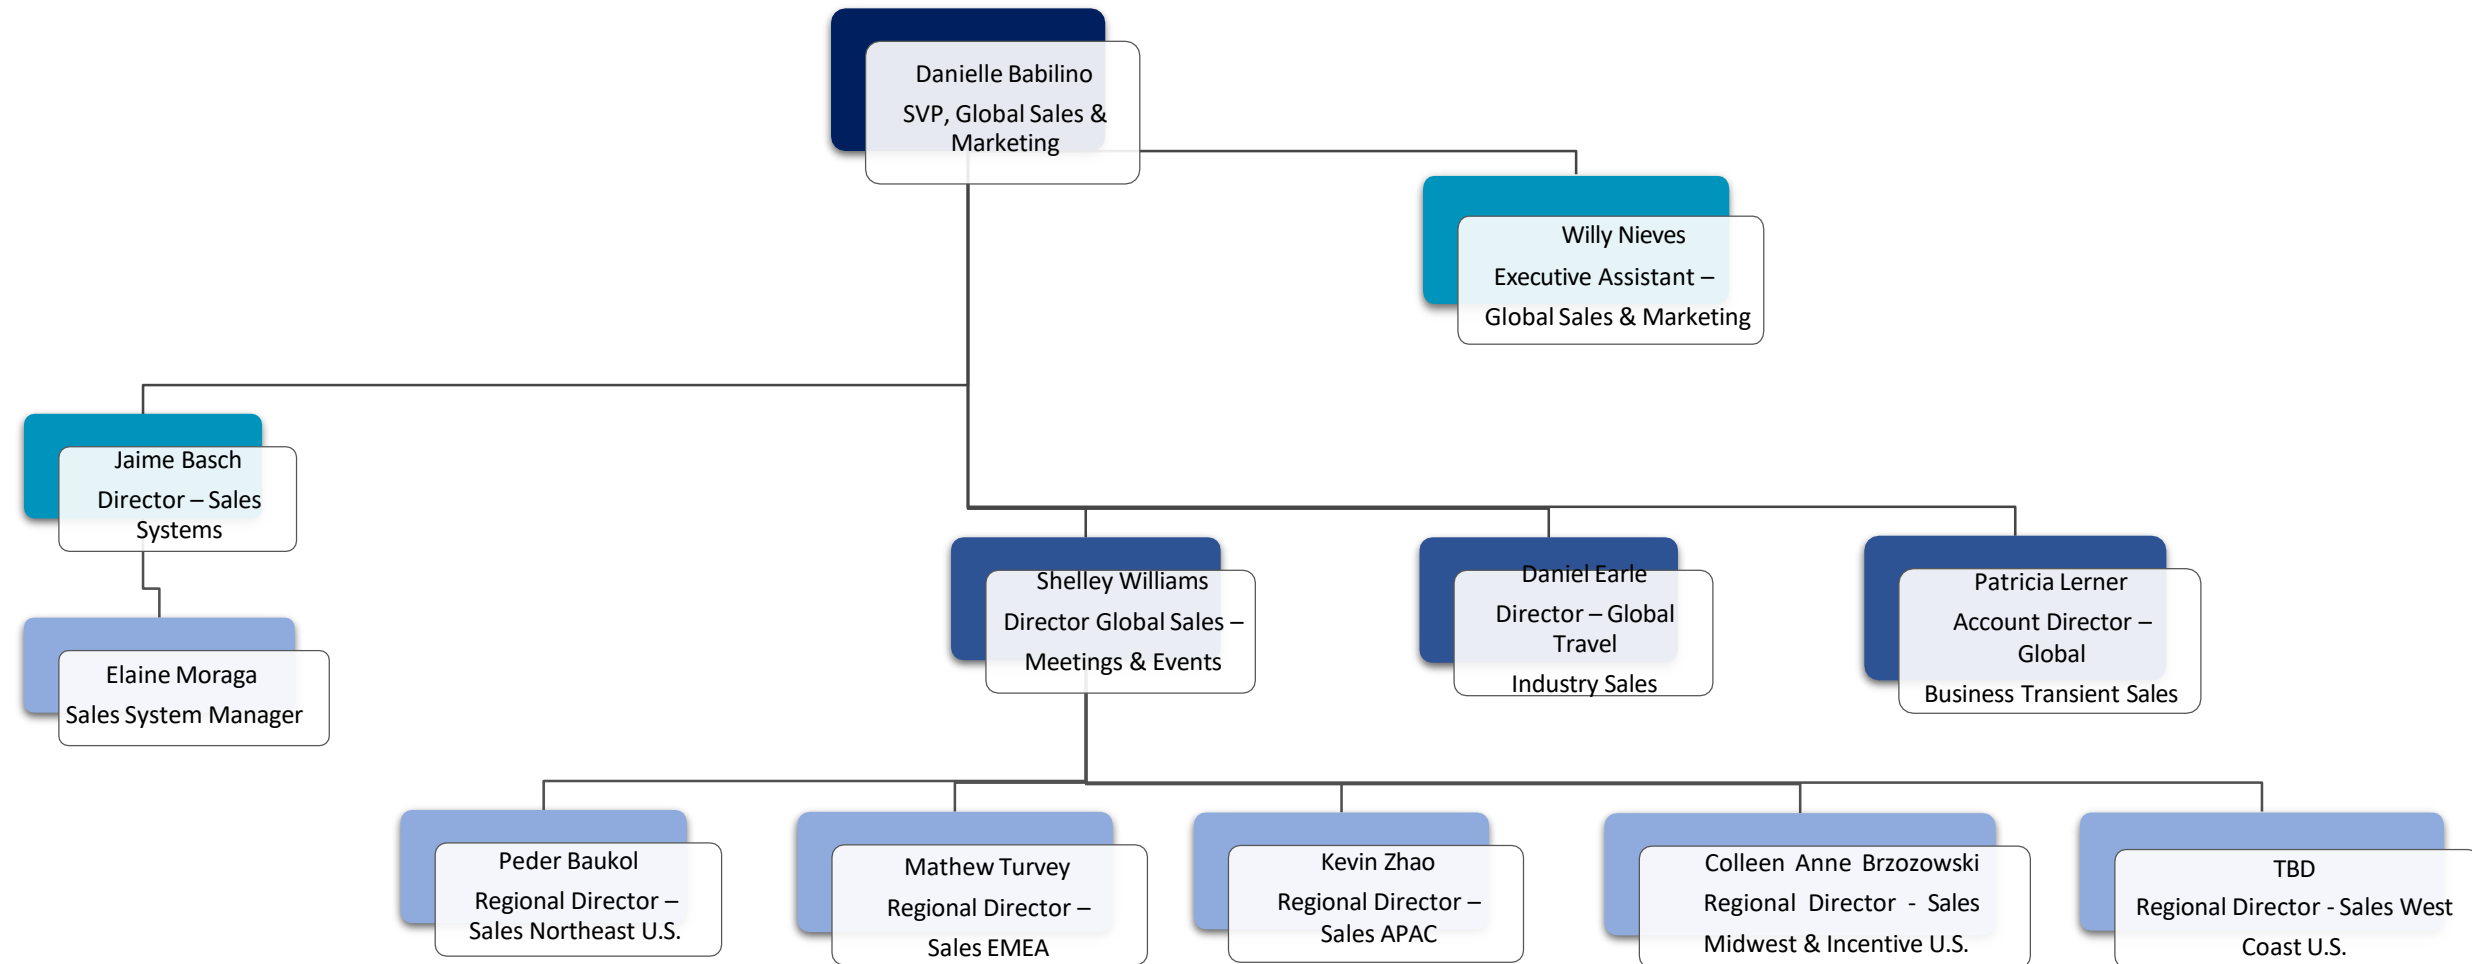 Danielle Babilino
SVP, Global Sales &
Marketing
Willy Nieves
Executive Assistant –
Global Sales & Marketing
Jaime Basch
Director – Sales
Systems
Elaine Moraga
Sales System Manager
Shelley Williams
Director Global Sales –
Meetings & Events
Daniel Earle
Director – Global
Travel
Industry Sales
Patricia Lerner
Account Director –
Global
Business Transient Sales
Peder Baukol
Regional Director –
Sales Northeast U.S.
Mathew Turvey
Regional Director –
Sales EMEA
Kevin Zhao
Regional Director –
Sales APAC
Colleen Anne Brzozowski
Regional Director - Sales
Midwest & Incentive U.S.
TBD
Regional Director - Sales West
Coast U.S.